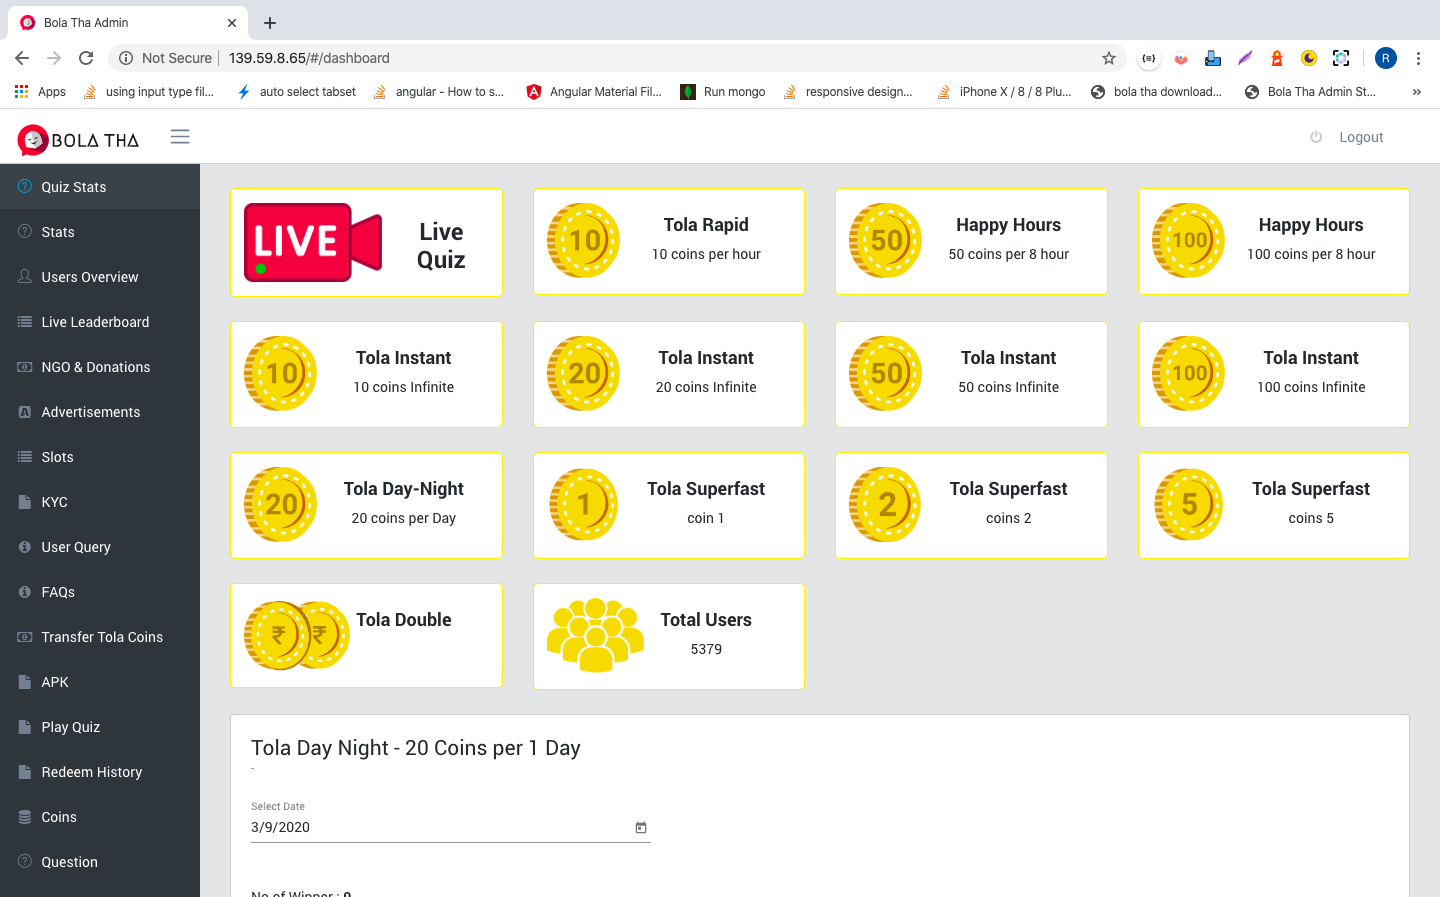 Bola Tha Admin
Not Secure
139.59.8.65/#/dashboard
R
Apps
using input type fil...
auto select tabset
angular - How to s...
Angular Material Fil...
Run mongo
responsive design...
iPhone X / 8 / 8 Plu...
bola tha download...
Bola Tha Admin St...
»
BOLA THA
Logout
Quiz Stats
Stats
Users Overview
Live Leaderboard
NGO & Donations
Advertisements
Slots
KYC
User Query
FAQs
Transfer Tola Coins
APK
Play Quiz
Redeem History
Coins
Question
LIVE
Live
Quiz
10
Tola Rapid
10 coins per hour
50
Happy Hours
50 coins per 8 hour
100
Happy Hours
100 coins per 8 hour
10
Tola Instant
10 coins Infinite
20
Tola Instant
20 coins Infinite
50
Tola Instant
50 coins Infinite
100
Tola Instant
100 coins Infinite
20
Tola Day-Night
20 coins per Day
1
Tola Superfast
coin 1
2
Tola Superfast
coins 2
5
Tola Superfast
coins 5
₹ ₹
Tola Double
Total Users
5379
Tola Day Night - 20 Coins per 1 Day
-
Select Date
3/9/2020
No of Winner : 0